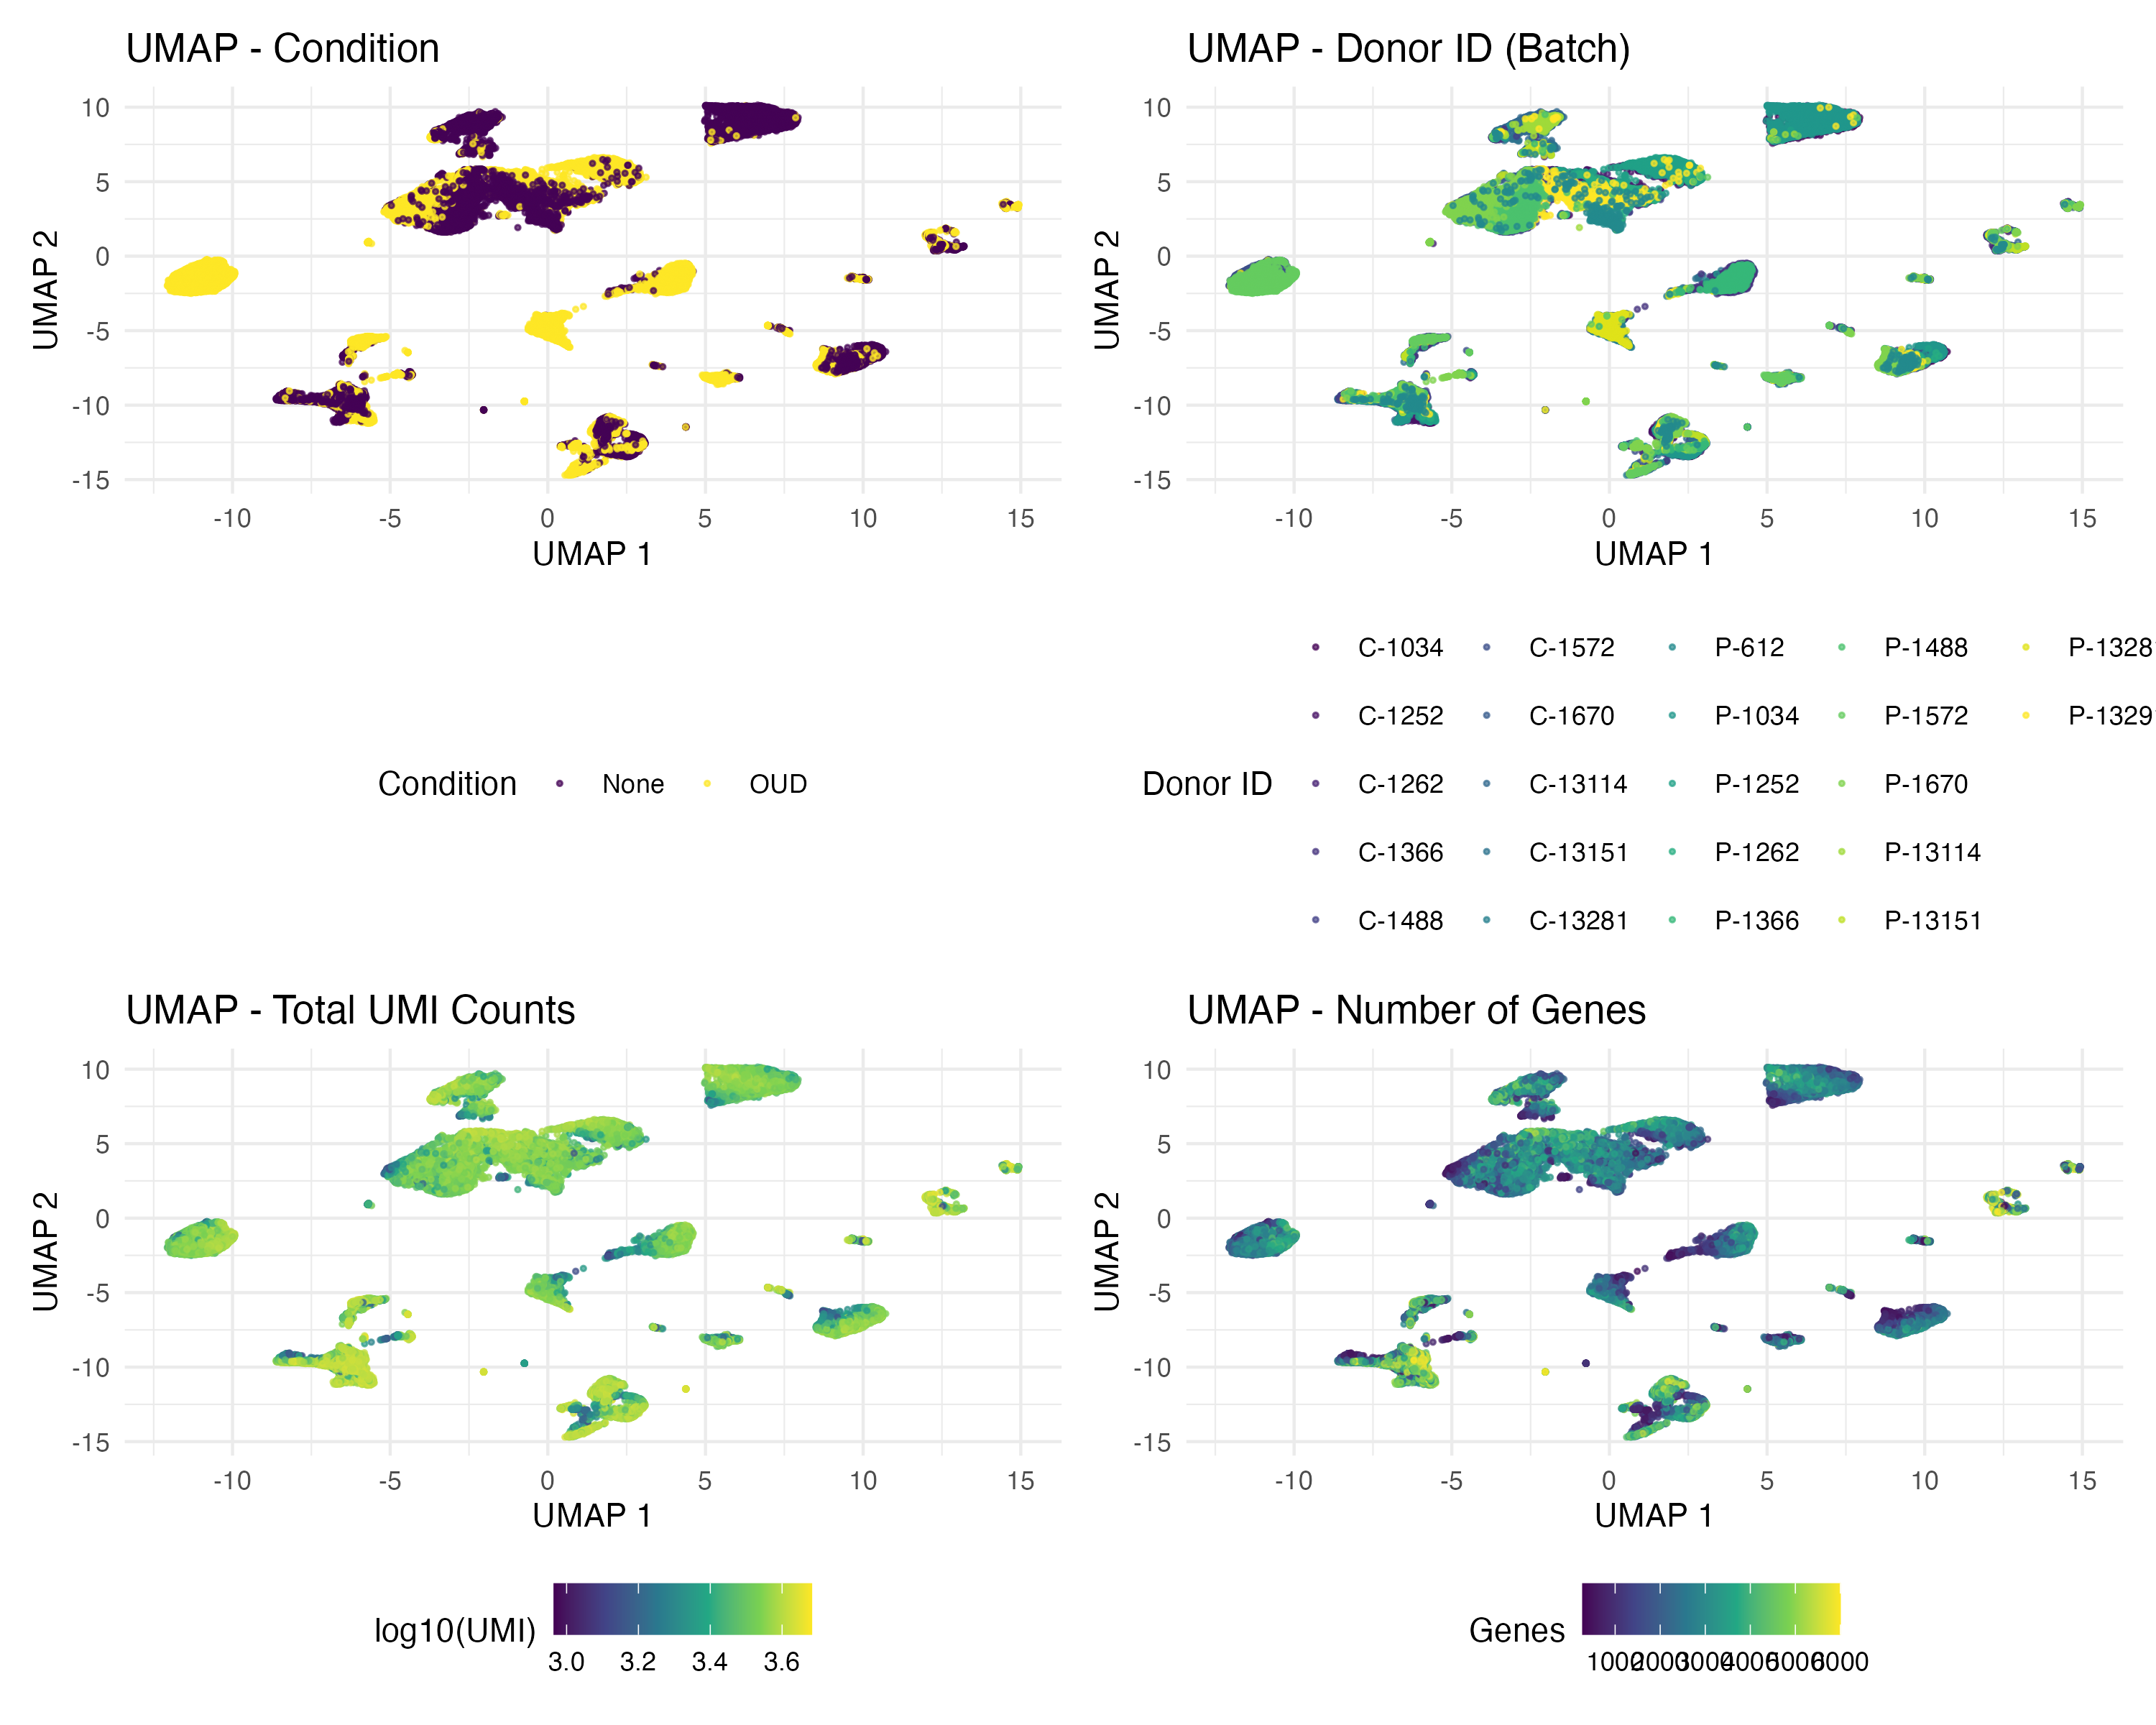 UMAP - Condition
10
5
0
-5
-10
-15
UMAP 2
-10 -5 0 5 10 15
UMAP 1
Condition None OUD
UMAP - Donor ID (Batch)
10
5
0
-5
-10
-15
UMAP 2
-10 -5 0 5 10 15
UMAP 1
Donor ID
C-1034 C-1572 P-612 P-1488 P-1328
C-1252 C-1670 P-1034 P-1572 P-1329
C-1262 C-13114 P-1252 P-1670
C-1366 C-13151 P-1262 P-13114
C-1488 C-13281 P-1366 P-13151
UMAP - Total UMI Counts
10
5
0
-5
-10
-15
UMAP 2
-10 -5 0 5 10 15
UMAP 1
log10(UMI)
3.0 3.2 3.4 3.6
UMAP - Number of Genes
10
5
0
-5
-10
-15
UMAP 2
-10 -5 0 5 10 15
UMAP 1
Genes
1000 2000 3000 4000 5000 6000